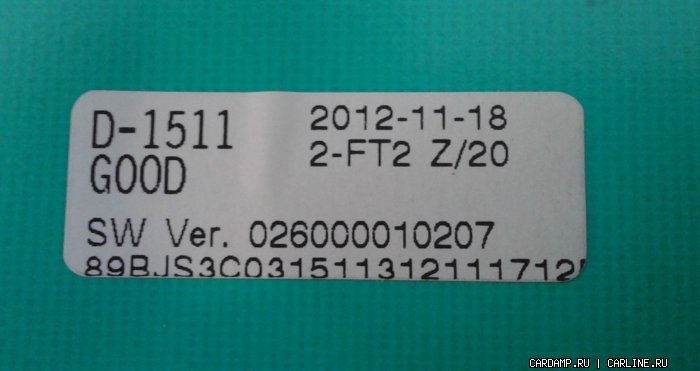 D-1511
GOOD
2012-11-18
2-FT2 Z/20
SW Ver. 026000010207
CARDAMP.RU | CARLINE.RU